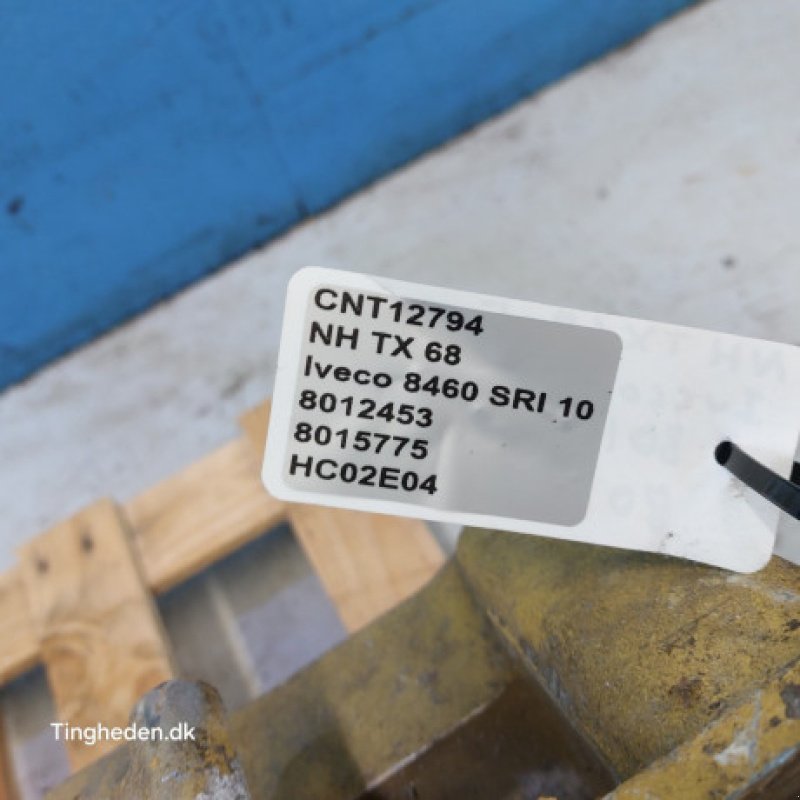 CNT12794
NH TX 68
Iveco 8460 SRI 10
8012453
8015775
HC02E04
Tingheden.dk